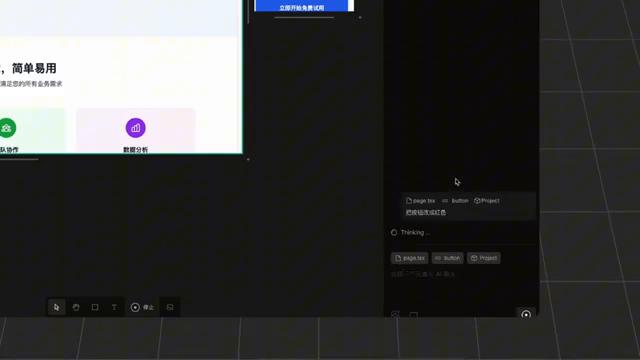 立即开始免费试用
，简单易用
满足您的所有业务需求
队协作
数据分析
page.tsx button Project
把按钮改成红色
Thinking ...
page.tsx button Project
T 停止